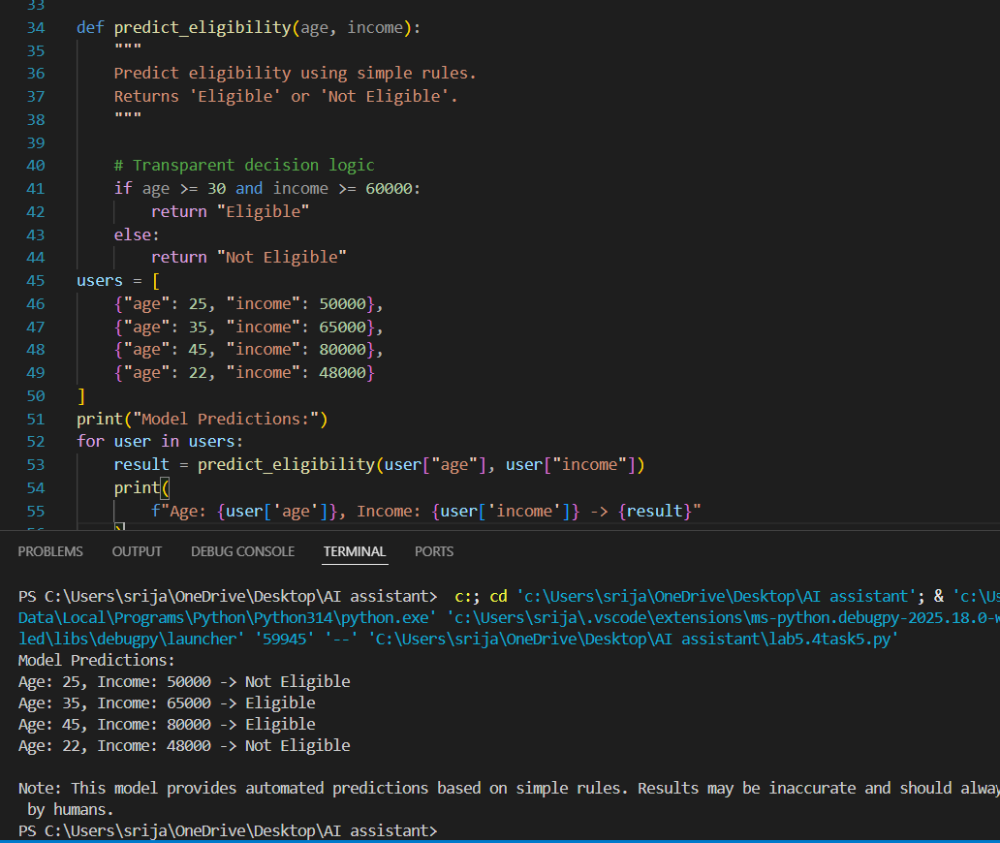 33
34 def predict_eligibility(age, income):
35 """
36 Predict eligibility using simple rules.
37 Returns 'Eligible' or 'Not Eligible'.
38 """
39
40 # Transparent decision logic
41 if age >= 30 and income >= 60000:
42 return "Eligible"
43 else:
44 return "Not Eligible"
45 users = [
46 {"age": 25, "income": 50000},
47 {"age": 35, "income": 65000},
48 {"age": 45, "income": 80000},
49 {"age": 22, "income": 48000}
50 ]
51 print("Model Predictions:")
52 for user in users:
53 result = predict_eligibility(user["age"], user["income"])
54 print(
55 f"Age: {user['age']}, Income: {user['income']} -> {result}"
56 )
PROBLEMS OUTPUT DEBUG CONSOLE TERMINAL PORTS
PS C:\Users\srija\OneDrive\Desktop\AI assistant> c:; cd 'c:\Users\srija\OneDrive\Desktop\AI assistant'; & 'c:\Us
Data\Local\Programs\Python\Python314\python.exe' 'c:\Users\srija\.vscode\extensions\ms-python.debugpy-2025.18.0-w
led\libs\debugpy\launcher' '59945' '--' 'C:\Users\srija\OneDrive\Desktop\AI assistant\lab5.4task5.py'
Model Predictions:
Age: 25, Income: 50000 -> Not Eligible
Age: 35, Income: 65000 -> Eligible
Age: 45, Income: 80000 -> Eligible
Age: 22, Income: 48000 -> Not Eligible
Note: This model provides automated predictions based on simple rules. Results may be inaccurate and should alway
by humans.
PS C:\Users\srija\OneDrive\Desktop\AI assistant>